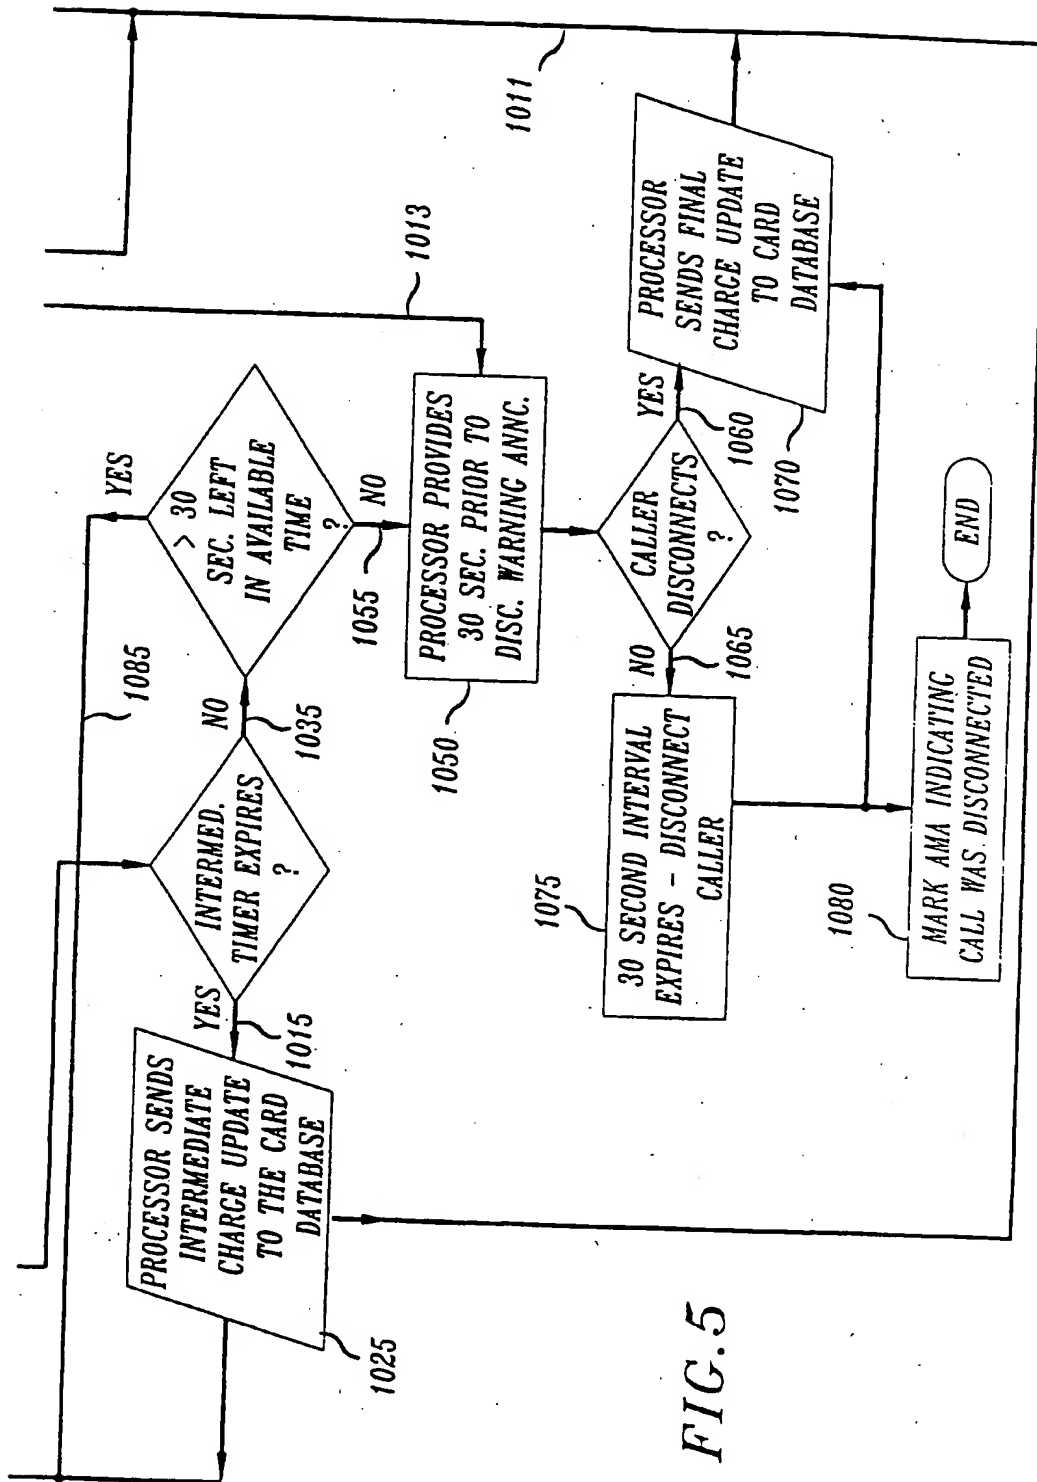 PROCESSOR SENDS
INTERMEDIATE
CHARGE UPDATE
TO THE CARD
DATABASE
1025
YES
1015
INTERMED.
TIMER EXPIRES
?
NO
1035
1085
YES
> 30
SEC. LEFT
IN AVAILABLE
TIME
?
NO
1055
1013
PROCESSOR PROVIDES
30 SEC. PRIOR TO
DISC. WARNING ANNC.
1050
CALLER
DISCONNECTS
?
YES
1060
NO
1065
PROCESSOR
SENDS FINAL
CHARGE UPDATE
TO CARD
DATABASE
1070
1011
30 SECOND INTERVAL
EXPIRES - DISCONNECT
CALLER
1075
MARK AMA INDICATING
CALL WAS DISCONNECTED
1080
END
FIG.5